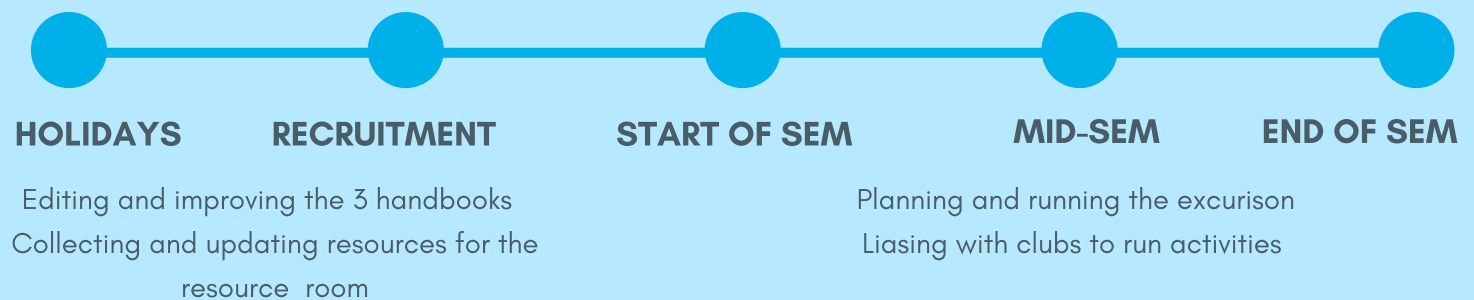 HOLIDAYS
RECRUITMENT
START OF SEM
MID-SEM
END OF SEM
Editing and improving the 3 handbooks
Collecting and updating resources for the
resource room
Planning and running the excurison
Liasing with clubs to run activities